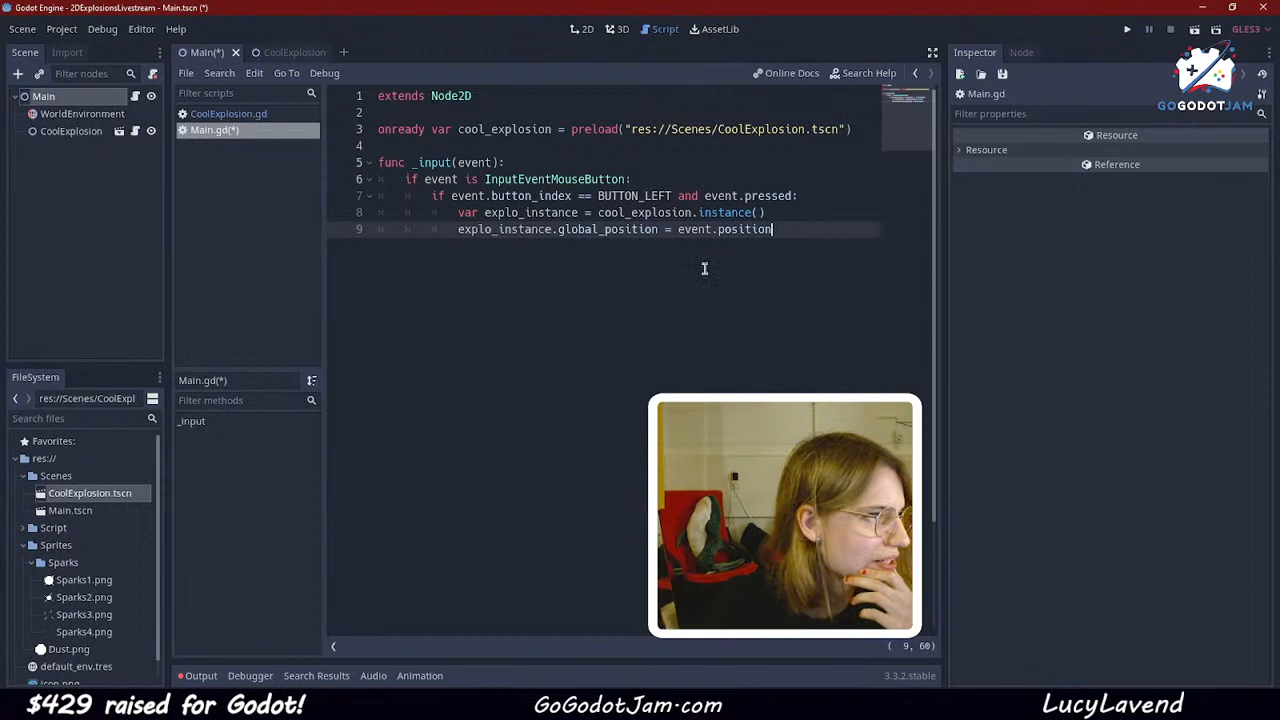 Godot Engine - 2DExplosionsLivestream - Main.tscn (*)
Scene Project Debug Editor Help
2D 3D Script AssetLib
GLES3
Scene Import
Main(*) CoolExplosion
Inspector Node
Filter nodes
File Search Edit Go To Debug
Online Docs Search Help
GOGODOTJAM
Main
WorldEnvironment
CoolExplosion
Filter scripts
CoolExplosion.gd
Main.gd(*)
Main.gd
Filter properties
Resource
Resource
Reference
1 extends Node2D
2
3 onready var cool_explosion = preload("res://Scenes/CoolExplosion.tscn")
4
5 func _input(event):
6 if event is InputEventMouseButton:
7 if event.button_index == BUTTON_LEFT and event.pressed:
8 var explo_instance = cool_explosion.instance()
9 explo_instance.global_position = event.position
Main.gd(*)
Filter methods
_input
FileSystem
res://Scenes/CoolExpl
Search files
Favorites:
res://
Scenes
CoolExplosion.tscn
Main.tscn
Script
Sprites
Sparks
Sparks1.png
Sparks2.png
Sparks3.png
Sparks4.png
Dust.png
default_env.tres
icon.png
( 9, 60)
Output Debugger Search Results Audio Animation
3.3.2.stable
$429 raised for Godot!
GoGodotJam.com
LucyLavend